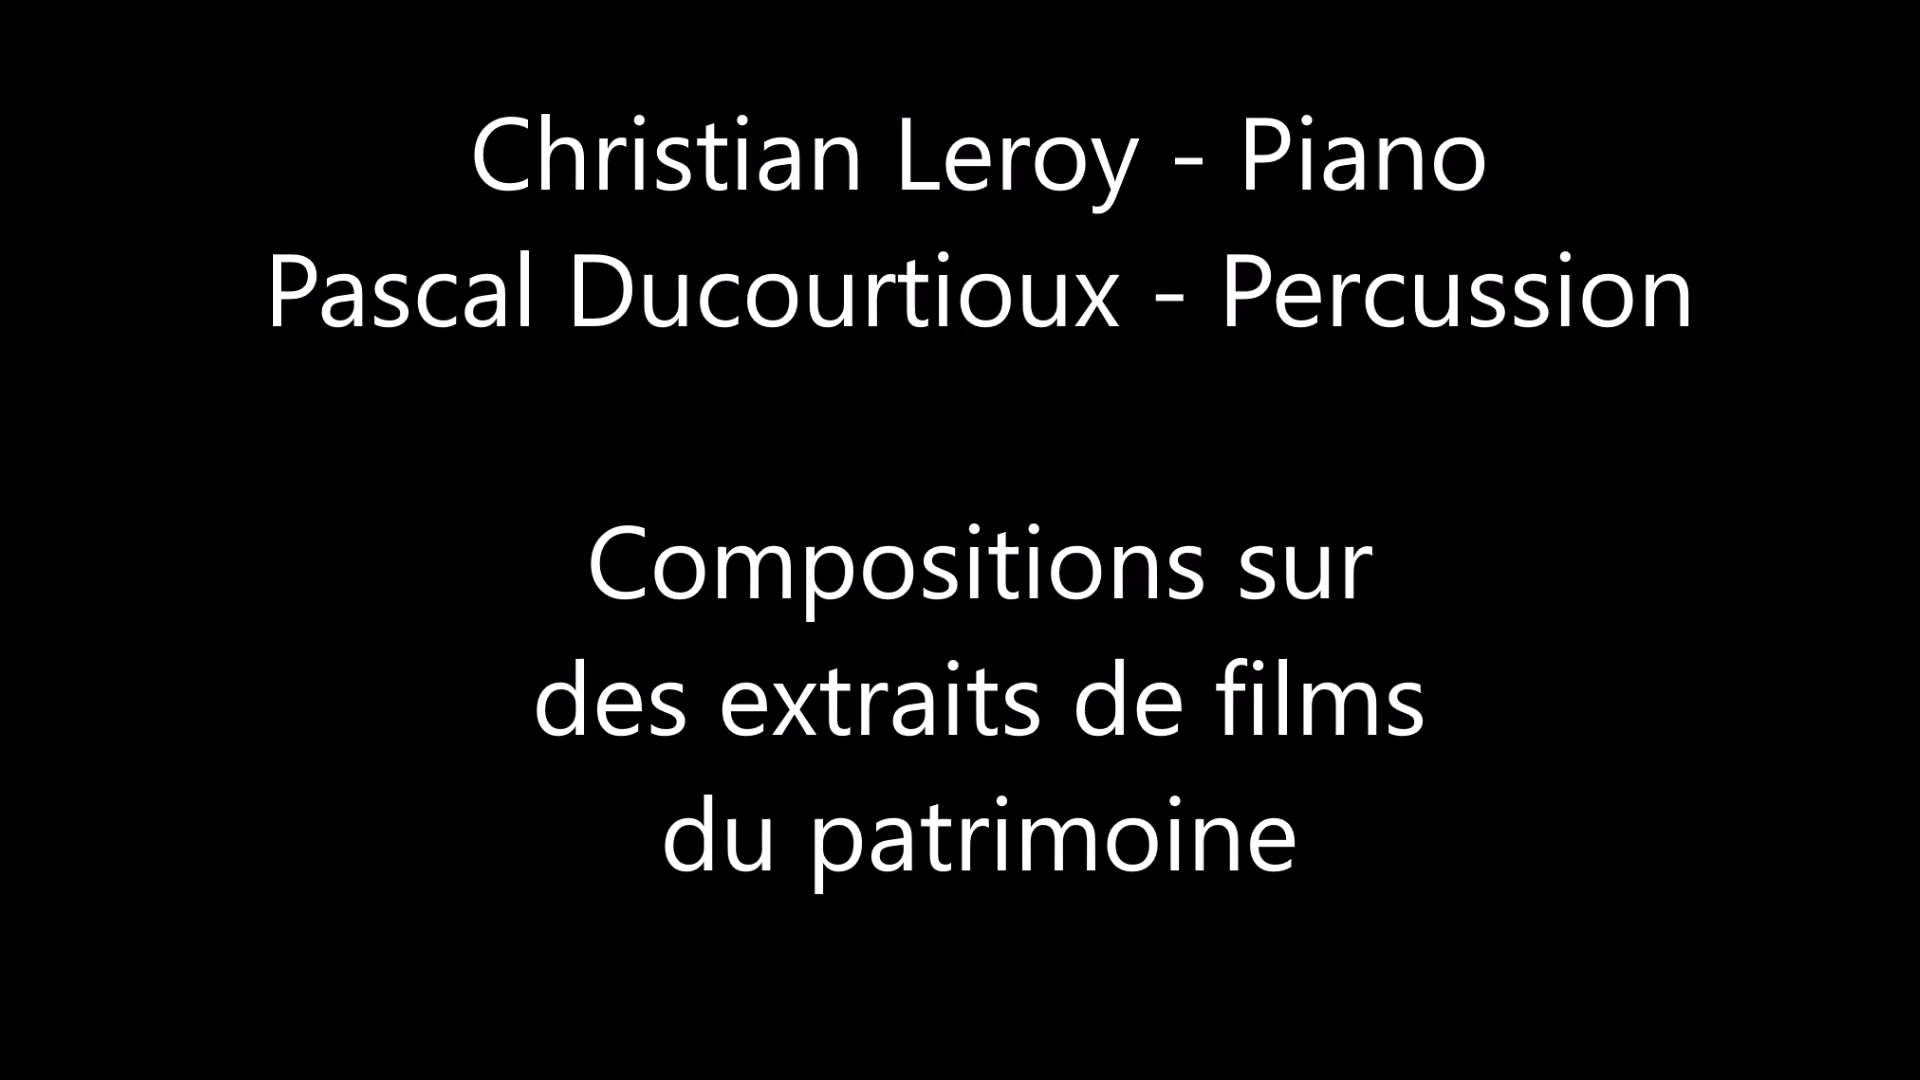 Christian Leroy - Piano
Pascal Ducourtioux - Percussion
Compositions sur
des extraits de films
du patrimoine